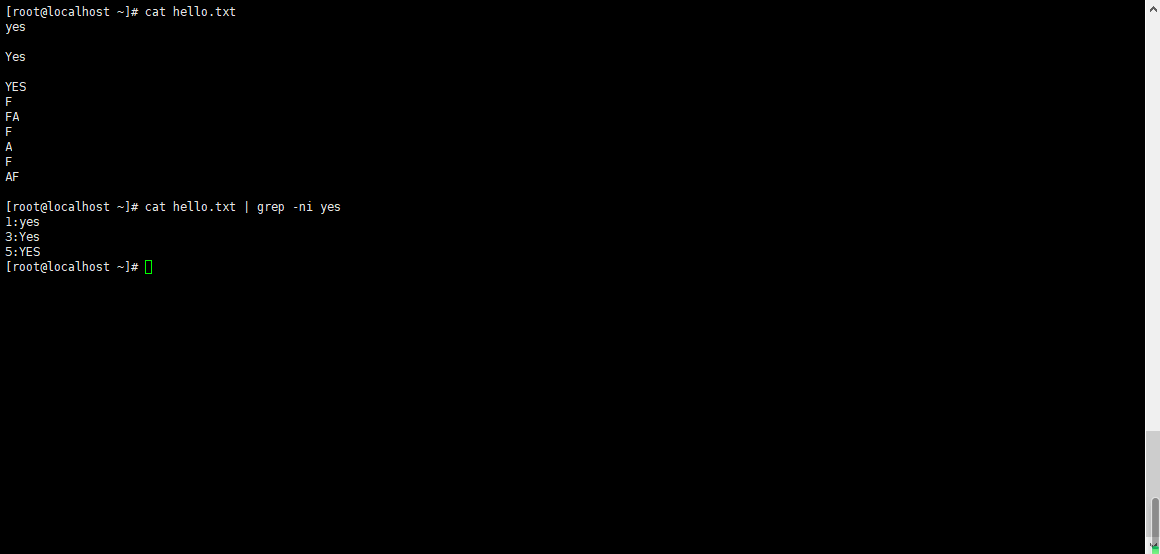 [root@localhost ~]# cat hello.txt
yes
Yes
YES
F
FA
F
A
F
AF
[root@localhost ~]# cat hello.txt | grep -ni yes
1:yes
3:Yes
5:YES
[root@localhost ~]#